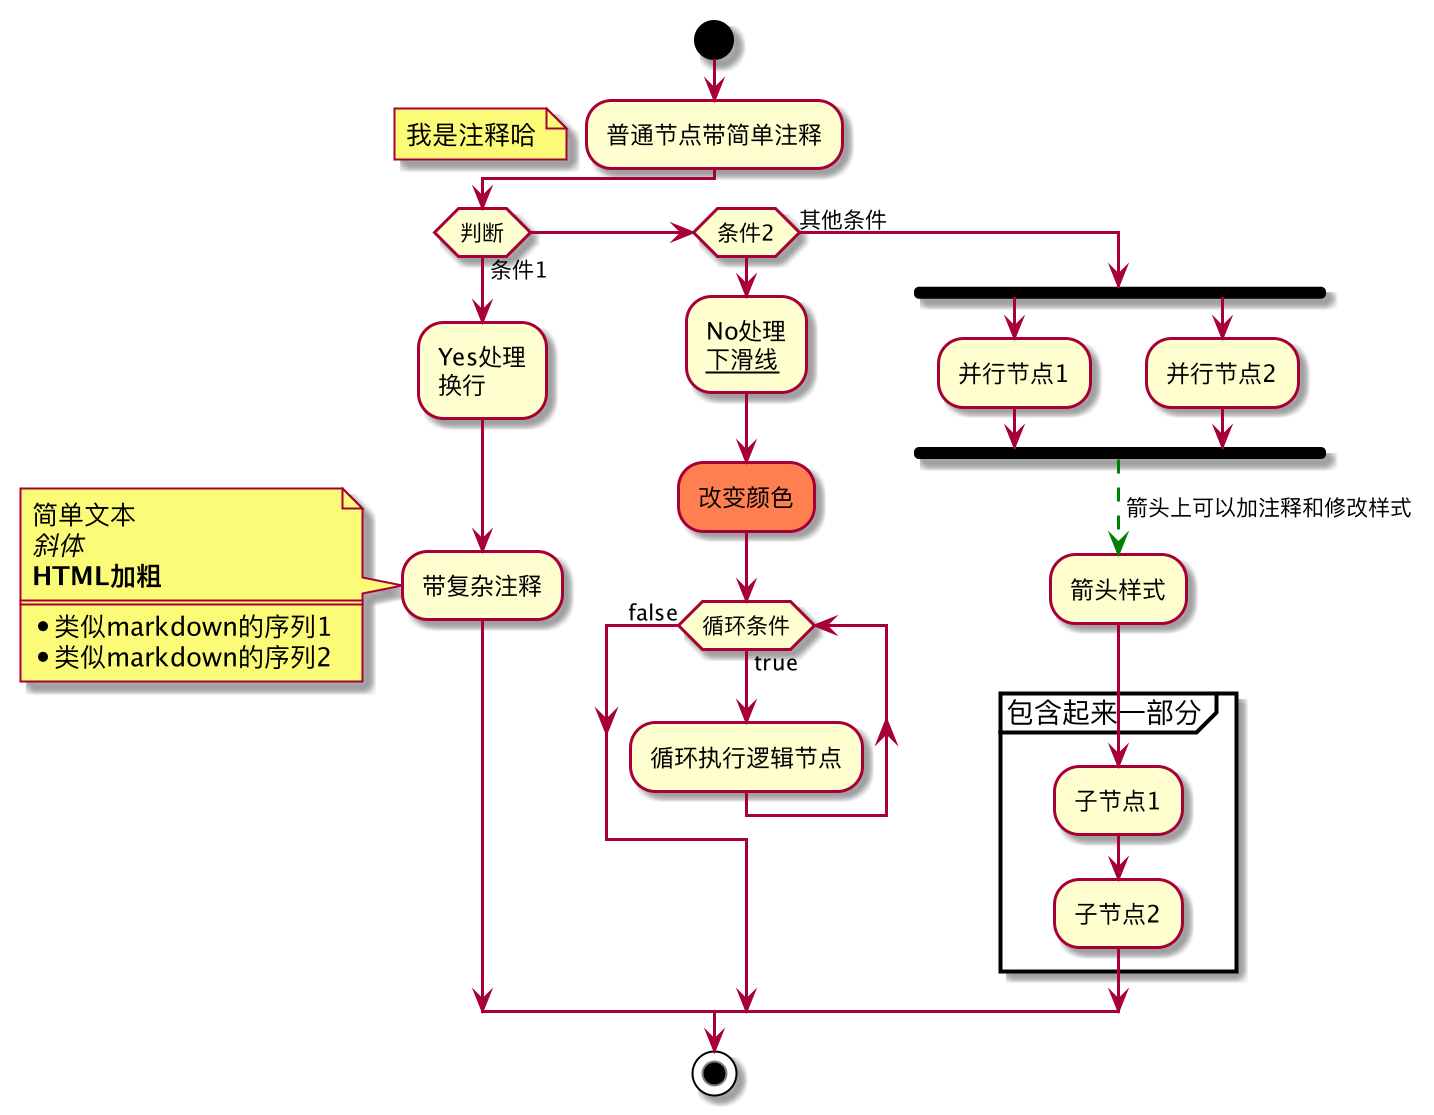 我是注释哈
普通节点带简单注释
判断
条件2
其他条件
条件1
Yes处理
换行
No处理
下滑线
并行节点1
并行节点2
改变颜色
箭头上可以加注释和修改样式
简单文本
斜体
HTML加粗
类似markdown的序列1
类似markdown的序列2
带复杂注释
箭头样式
false
循环条件
true
包含起来一部分
循环执行逻辑节点
子节点1
子节点2